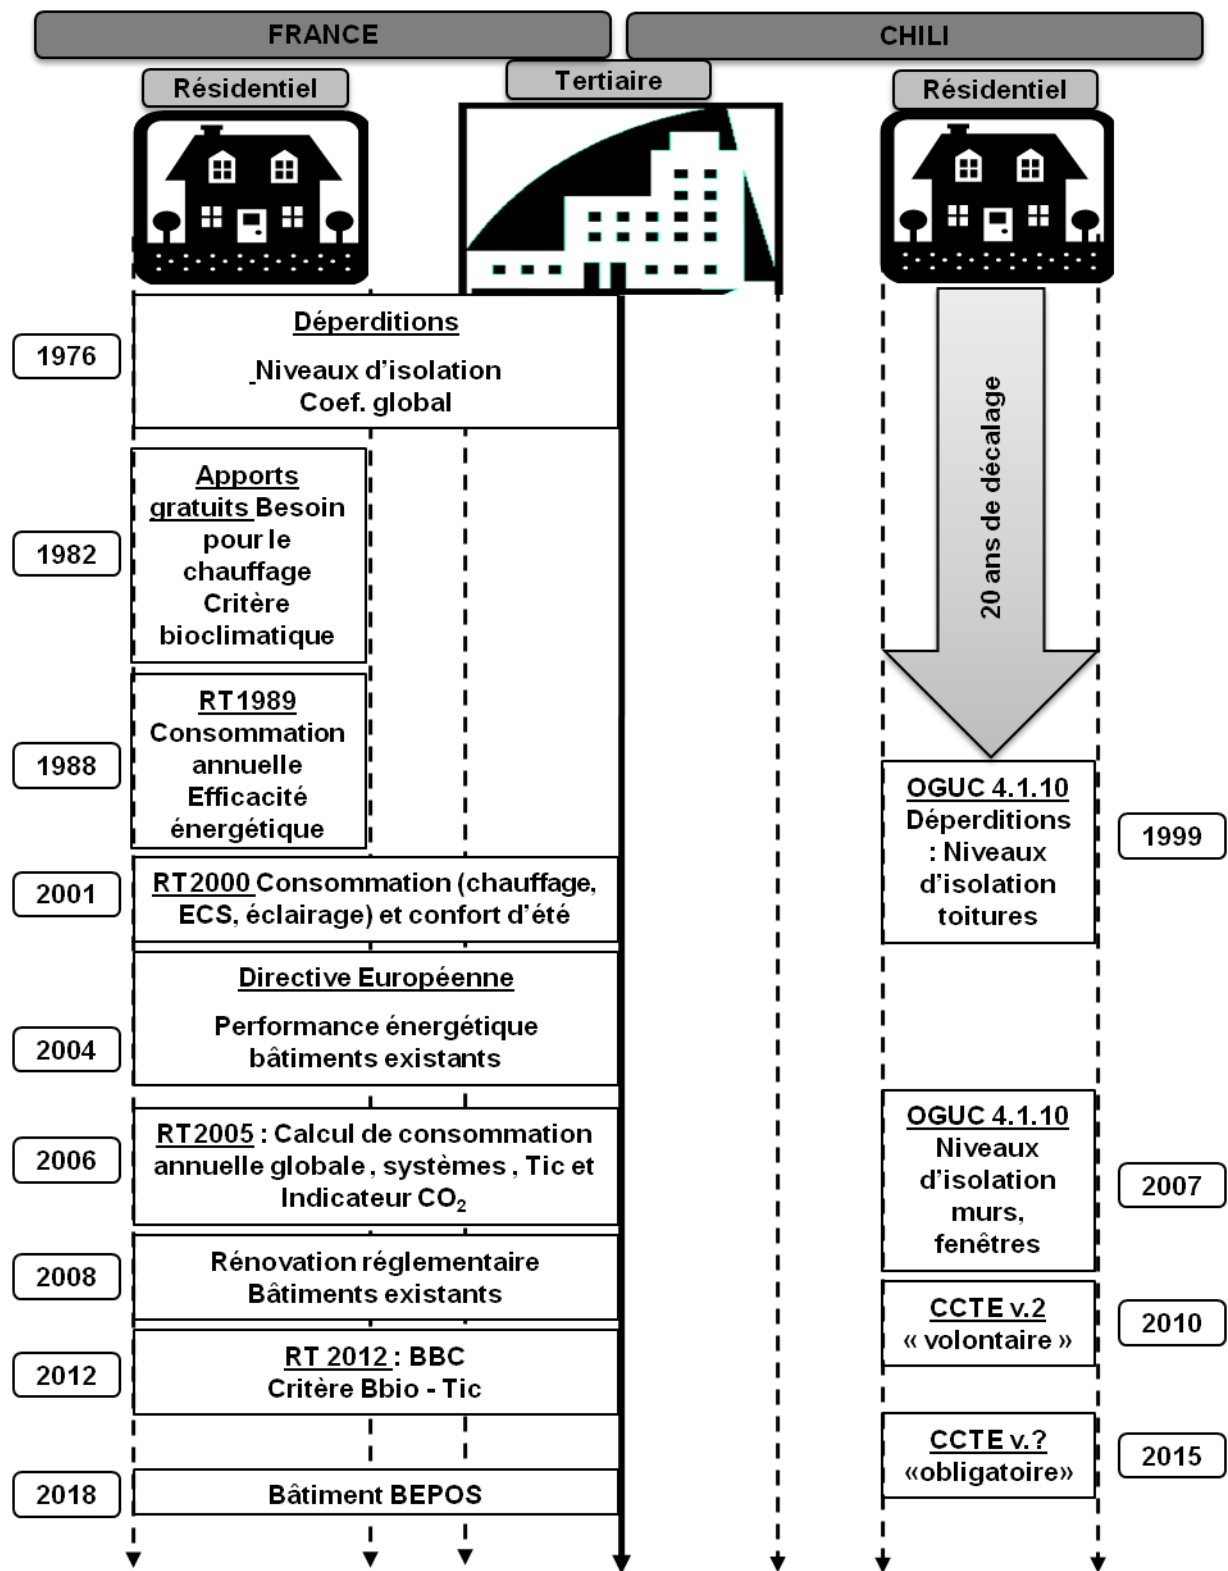 FRANCE
CHILI
Résidentiel
Tertiaire
Résidentiel
1976
Déperditions
Niveaux d'isolation
Coef. global
20 ans de décalage
1982
Apports
gratuits Besoin
pour le
chauffage
Critère
bioclimatique
1988
RT1989
Consommation
annuelle
Efficacité
énergétique
OGUC 4.1.10
Déperditions
: Niveaux
d'isolation
toitures
1999
2001
RT2000 Consommation (chauffage,
ECS, éclairage) et confort d'été
2004
Directive Européenne
Performance énergétique
bâtiments existants
2006
RT2005 : Calcul de consommation
annuelle globale , systèmes , Tic et
Indicateur CO₂
OGUC 4.1.10
Niveaux
d'isolation
murs,
fenêtres
2007
2008
Rénovation réglementaire
Bâtiments existants
CCTE v.2
« volontaire »
2010
2012
RT 2012 : BBC
Critère Bbio - Tic
CCTE v.?
«obligatoire»
2015
2018
Bâtiment BEPOS